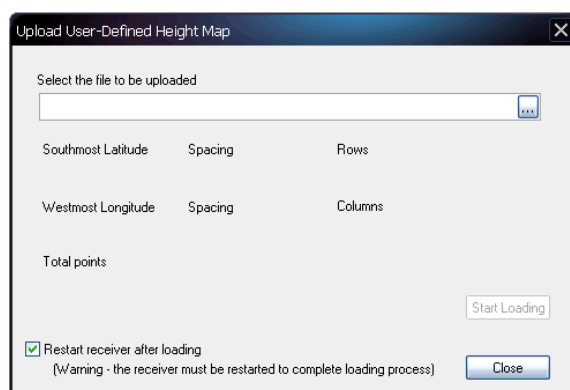 Upload User-Defined Height Map
Select the file to be uploaded
...
Southmost Latitude Spacing Rows
Westmost Longitude Spacing Columns
Total points
Start Loading
Restart receiver after loading
(Warning - the receiver must be restarted to complete loading process)
Close